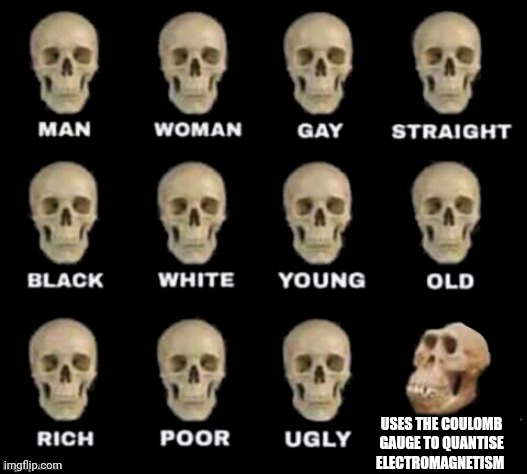 MAN WOMAN GAY STRAIGHT
BLACK WHITE YOUNG OLD
RICH POOR UGLY
USES THE COULOMB
GAUGE TO QUANTISE
ELECTROMAGNETISM
imgflip.com